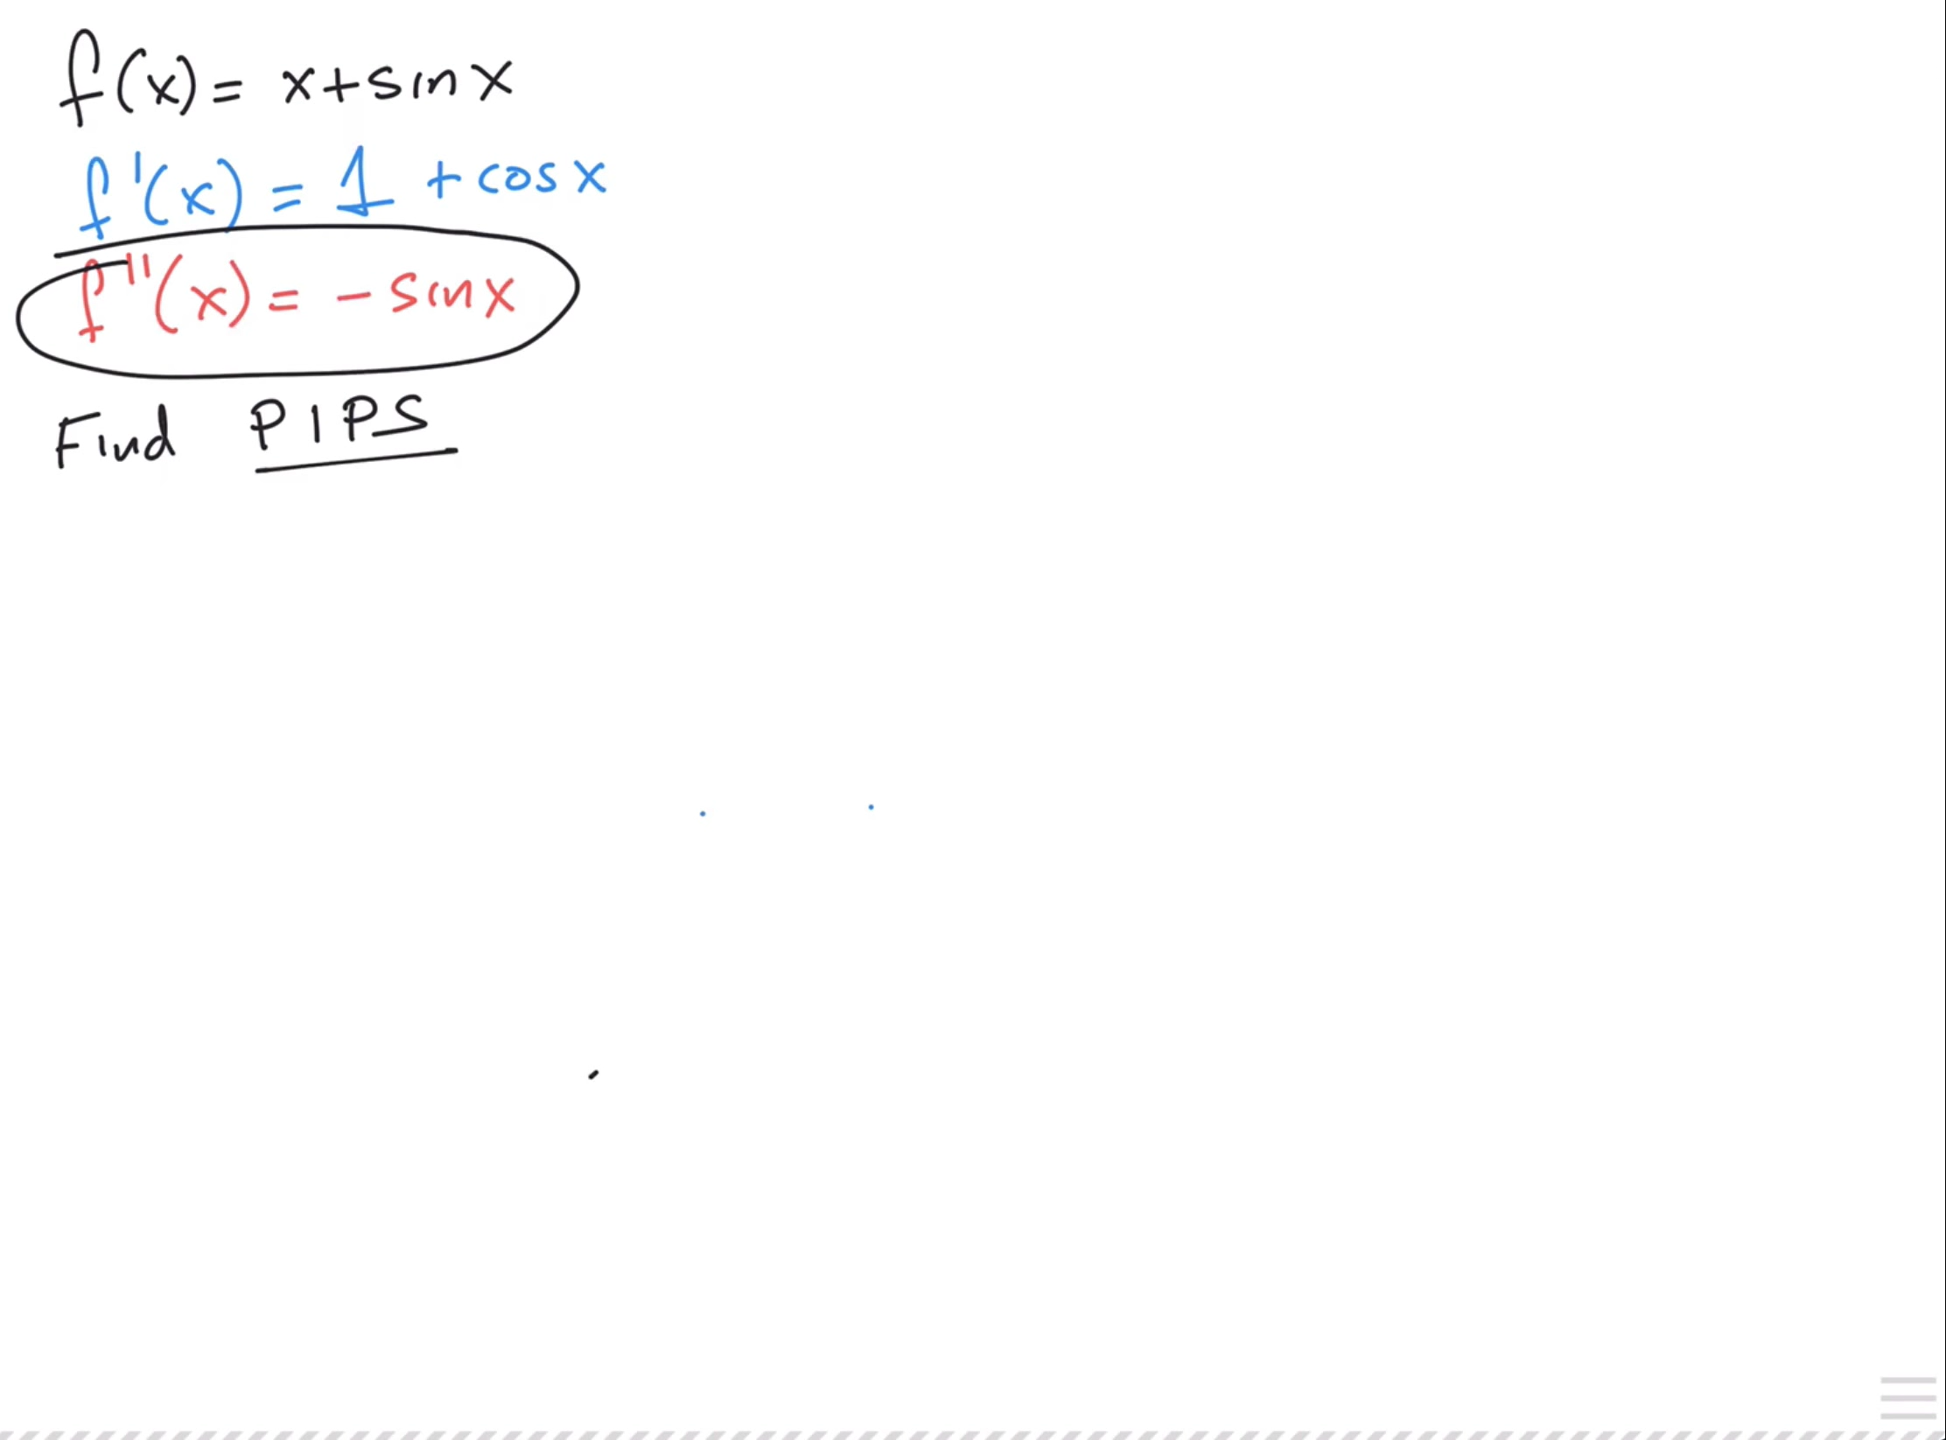 f(x) = x+sin x
f'(x) = 1 + cos x
f''(x) = - sin x
Find PIPS